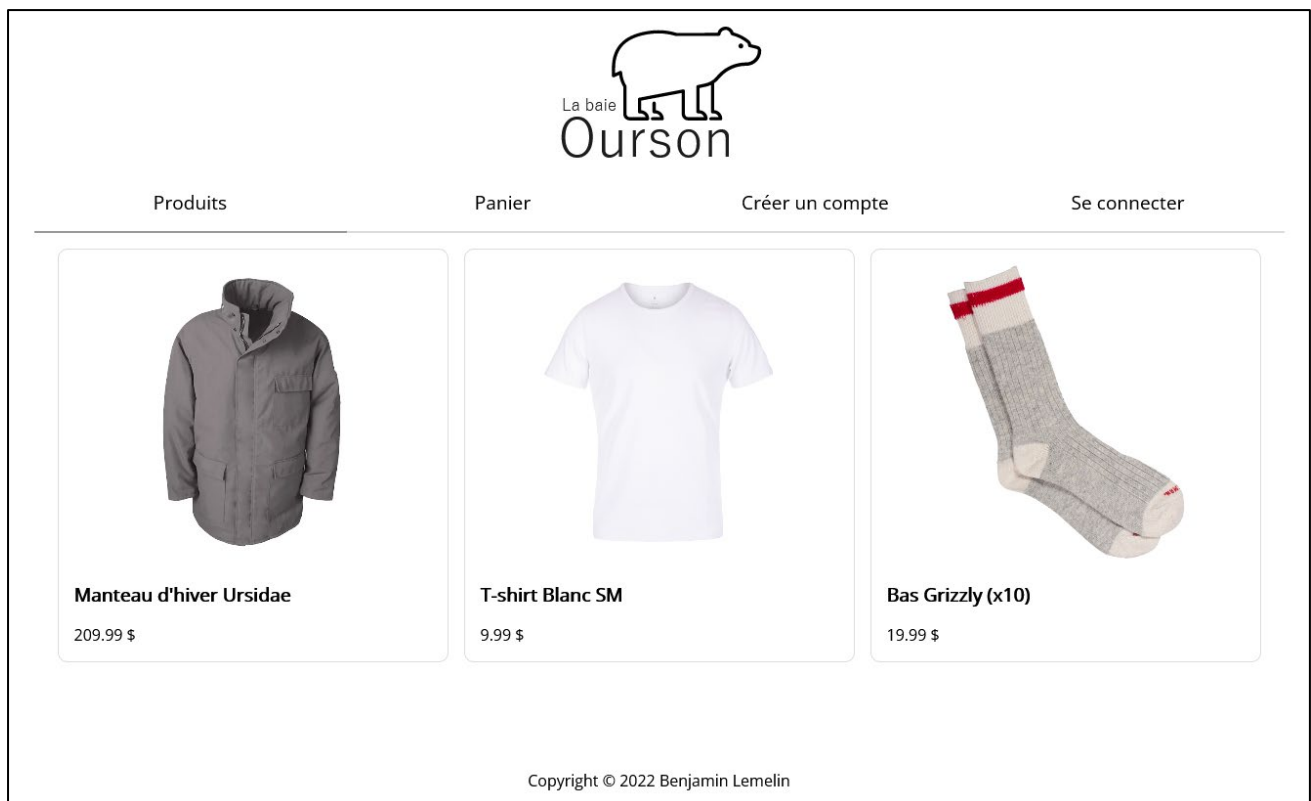 La baie
Ourson
Produits Panier Créer un compte Se connecter
Manteau d'hiver Ursidae T-shirt Blanc SM Bas Grizzly (x10)
209.99 $ 9.99 $ 19.99 $
Copyright © 2022 Benjamin Lemelin